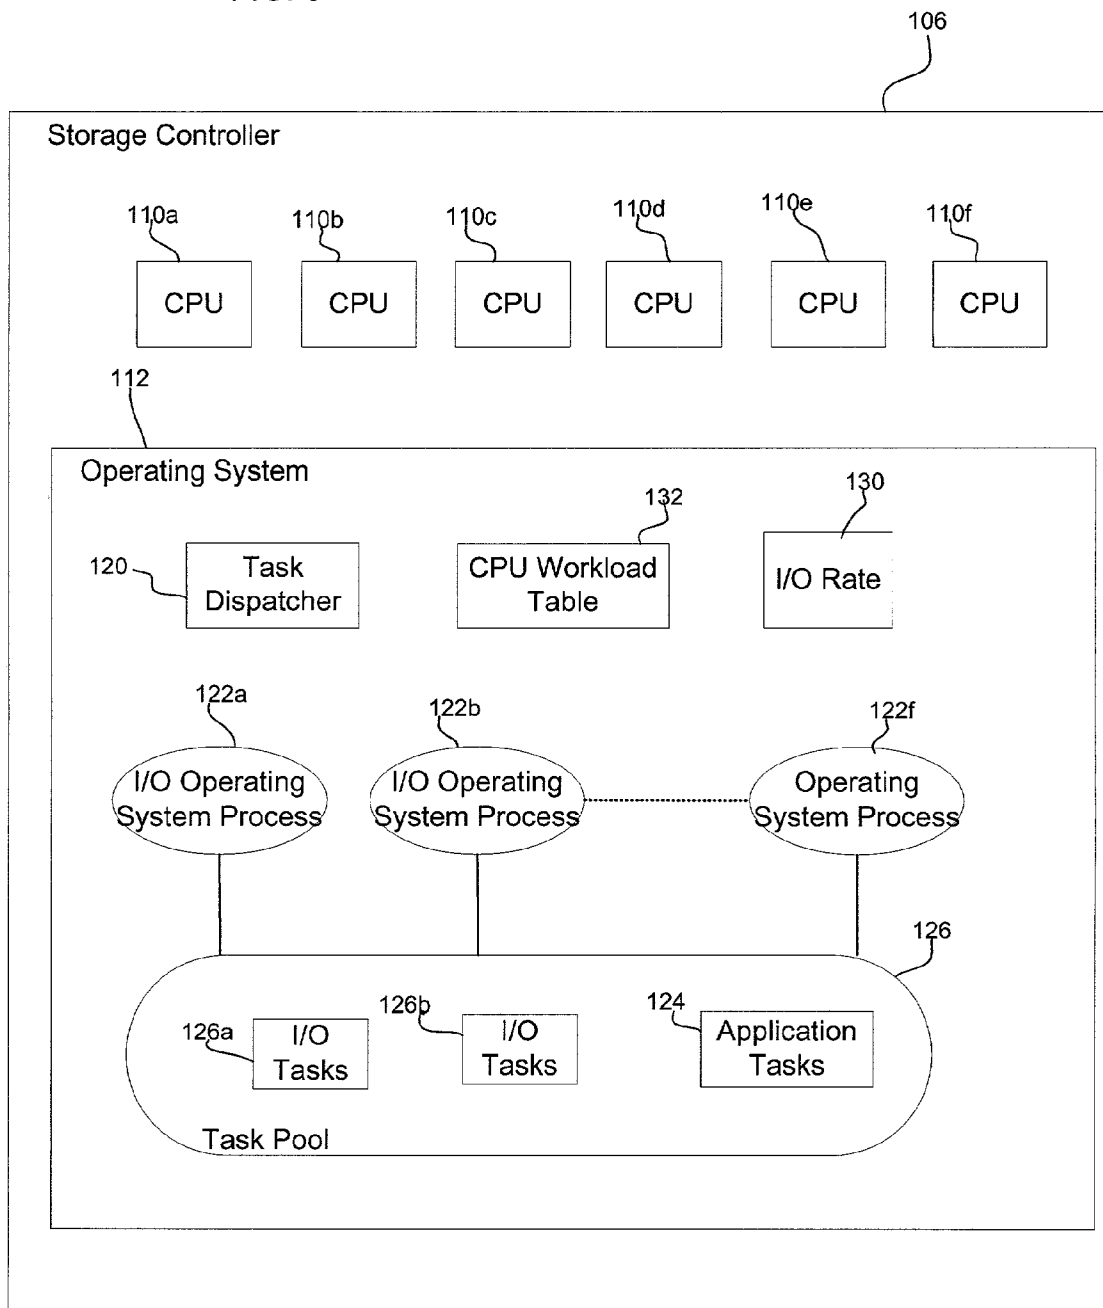 106
Storage Controller
110a
110b
110c
110d
110e
110f
CPU
CPU
CPU
CPU
CPU
CPU
112
Operating System
120
Task
Dispatcher
132
CPU Workload
Table
130
I/O Rate
122a
122b
122f
I/O Operating
System Process
I/O Operating
System Process
Operating
System Process
126
126a
I/O
Tasks
126b
I/O
Tasks
124
Application
Tasks
Task Pool